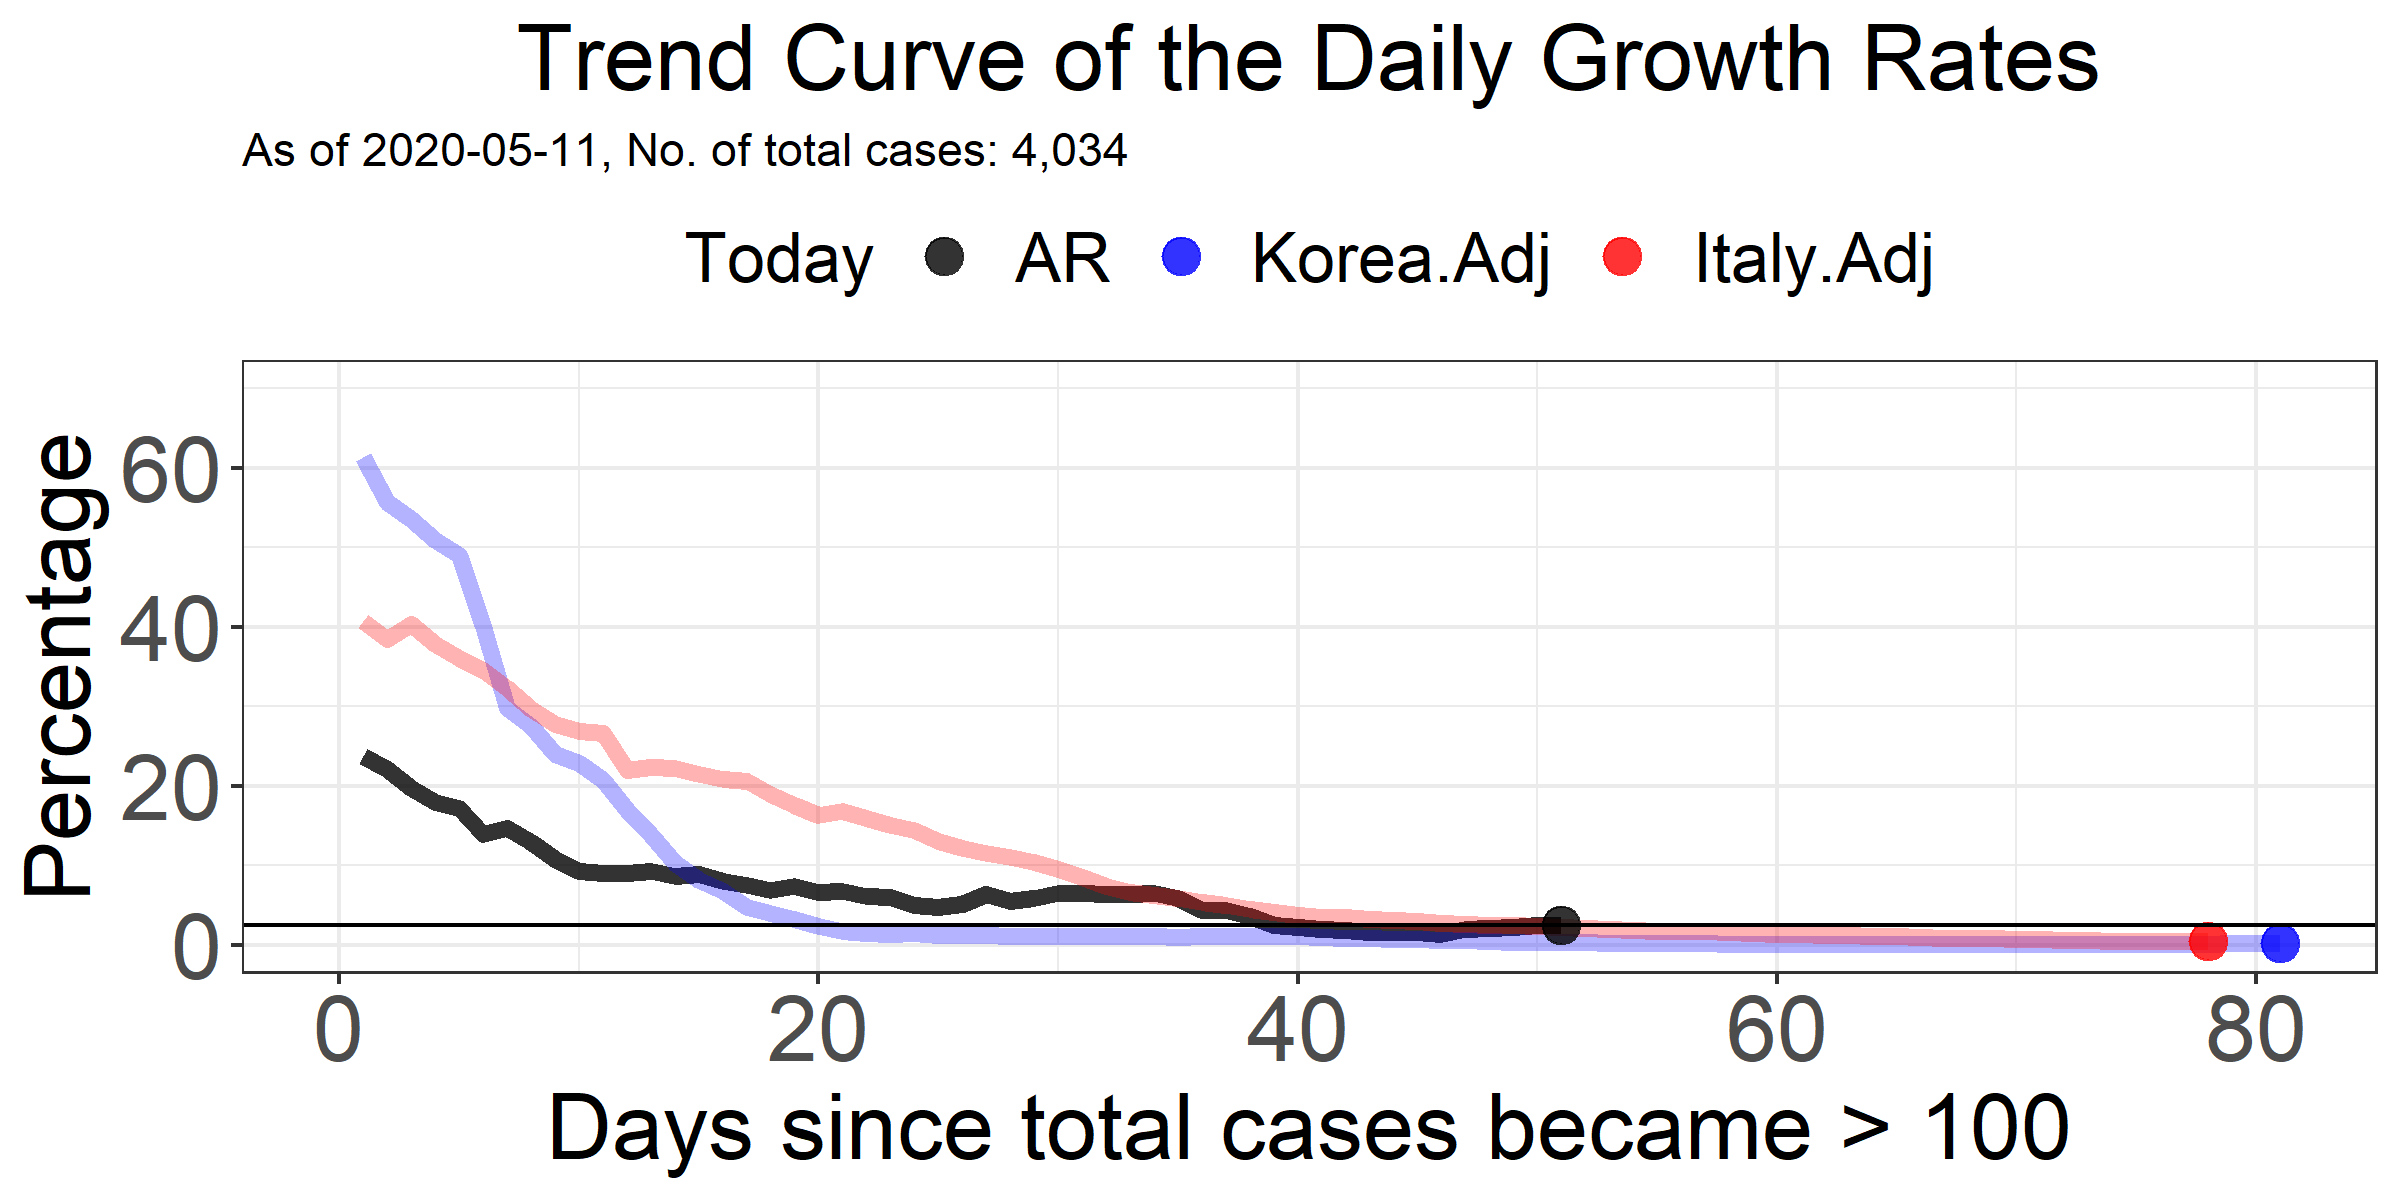 Trend Curve of the Daily Growth Rates
As of 2020-05-11, No. of total cases: 4,034
Today AR Korea.Adj Italy.Adj
Percentage
60
40
20
0
0 20 40 60 80
Days since total cases became > 100